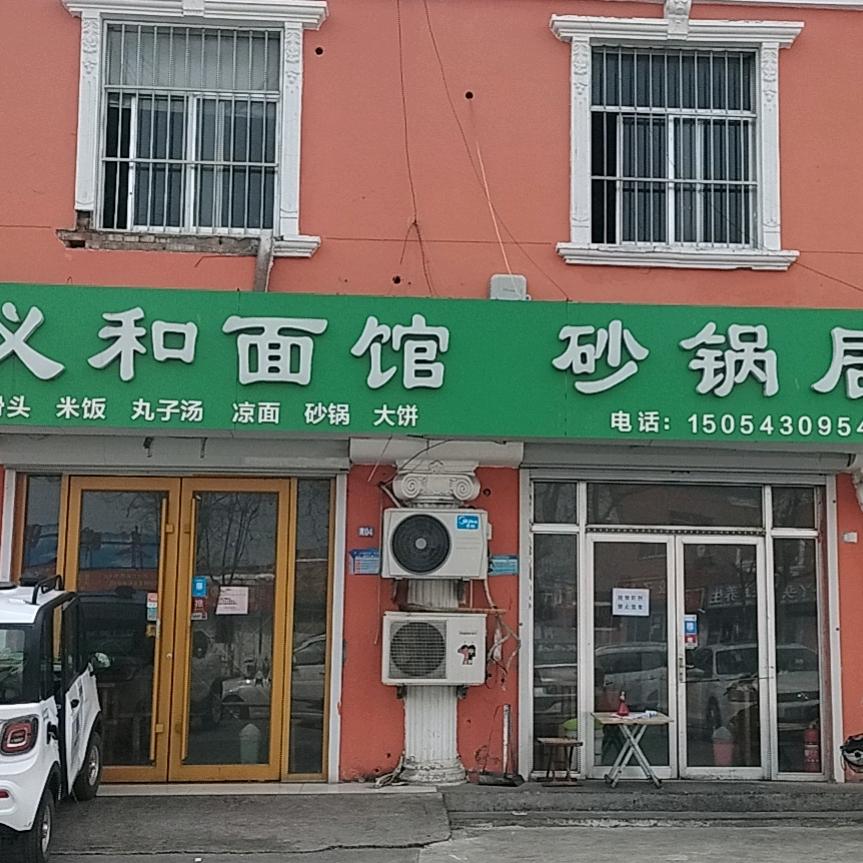 义和面馆 砂锅居
骨头 米饭 丸子汤 凉面 砂锅 大饼
电话: 1505430954